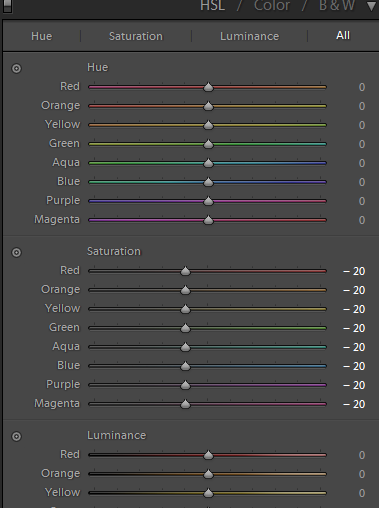 HSL / Color / B & W
Hue Saturation Luminance All
Hue
Red 0
Orange 0
Yellow 0
Green 0
Aqua 0
Blue 0
Purple 0
Magenta 0
Saturation
Red – 20
Orange – 20
Yellow – 20
Green – 20
Aqua – 20
Blue – 20
Purple – 20
Magenta – 20
Luminance
Red 0
Orange 0
Yellow 0